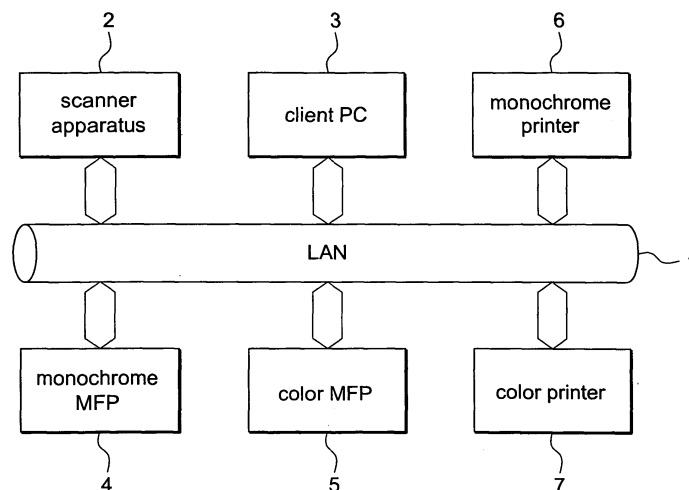 2
3
6
scanner
apparatus
client PC
monochrome
printer
LAN
monochrome
MFP
color MFP
color printer
4
5
7